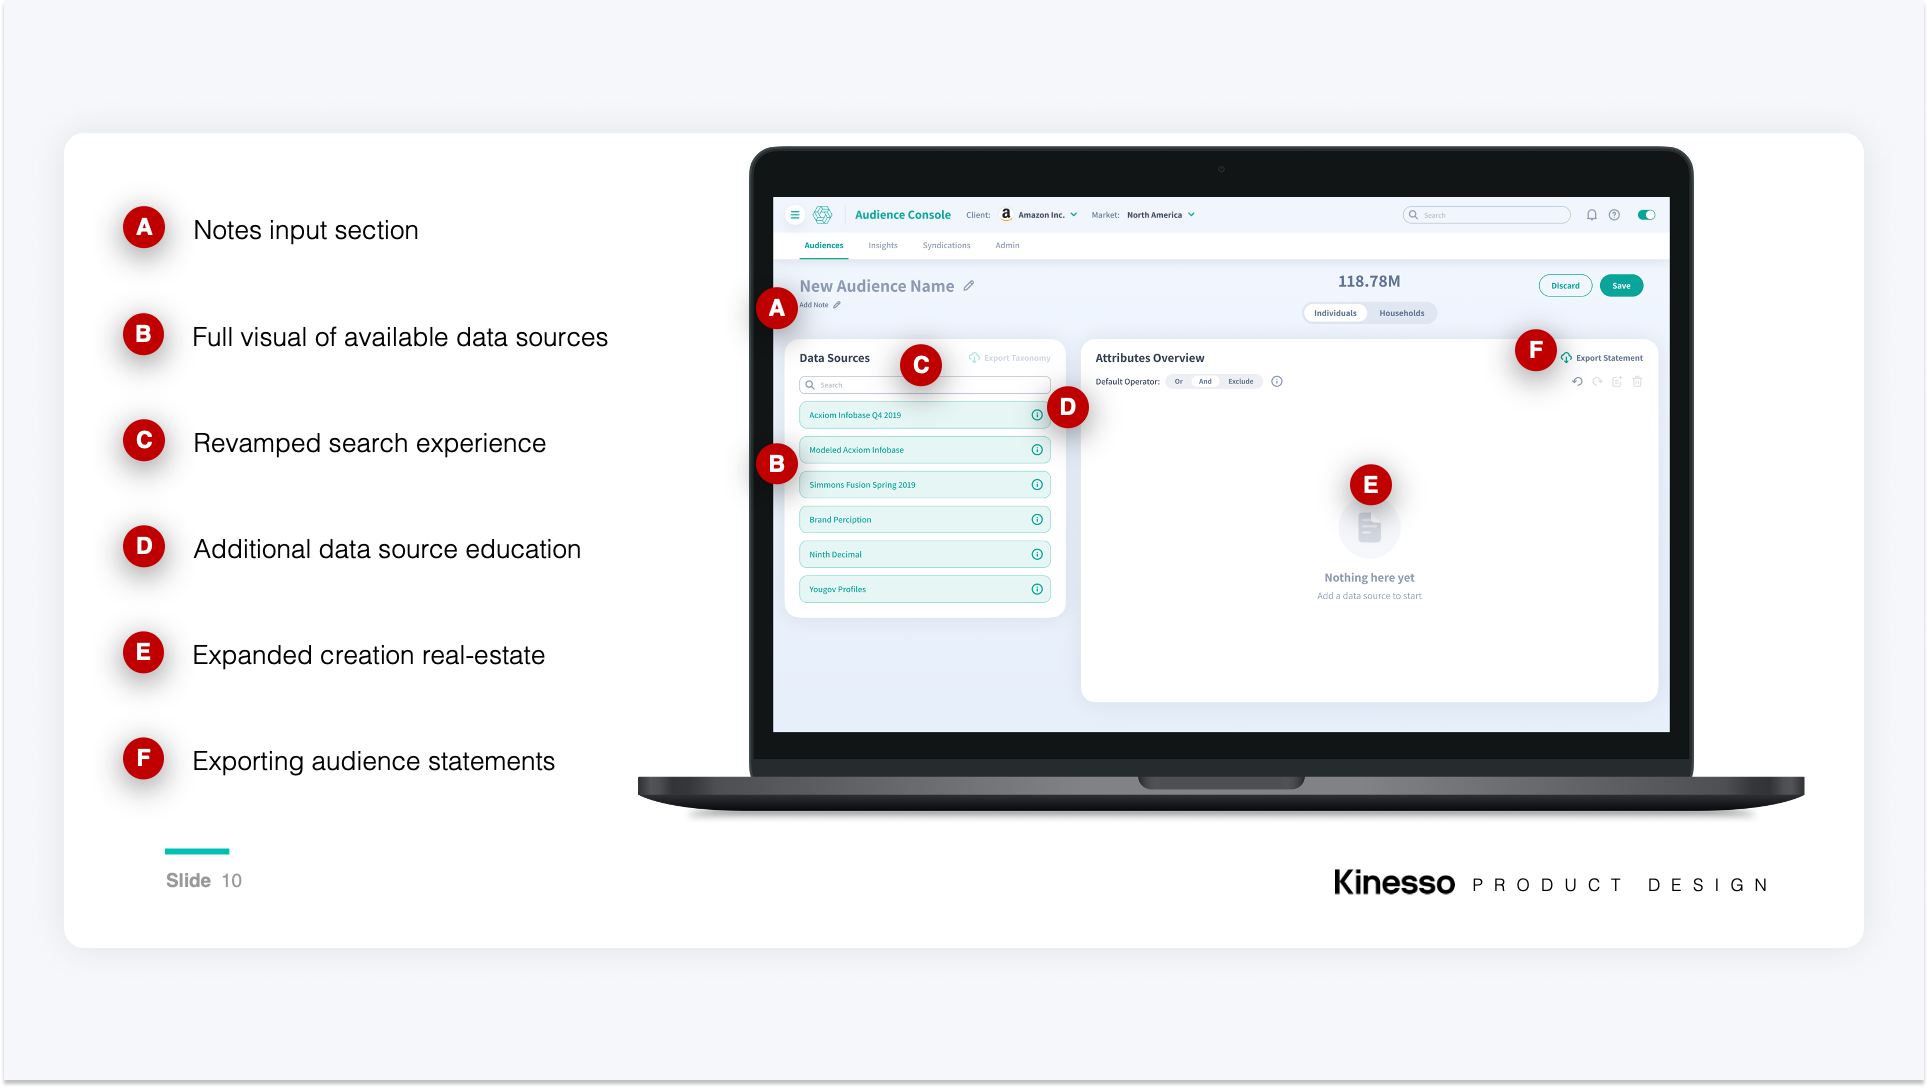 A Notes input section
B Full visual of available data sources
C Revamped search experience
D Additional data source education
E Expanded creation real-estate
F Exporting audience statements
Slide 10
Audience Console Client: a Amazon Inc. Market: North America Search
Audiences Insights Syndications Admin
New Audience Name
A Add Note
118.78M
Individuals Households
Discard Save
Data Sources C Export Taxonomy
Search
D
Acxiom Infobase Q4 2019
B Modeled Acxiom Infobase
Simmons Fusion Spring 2019
Brand Perciption
Ninth Decimal
Yougov Profiles
Attributes Overview F Export Statement
Default Operator: Or And Exclude
E
Nothing here yet
Add a data source to start
Kinesso PRODUCT DESIGN